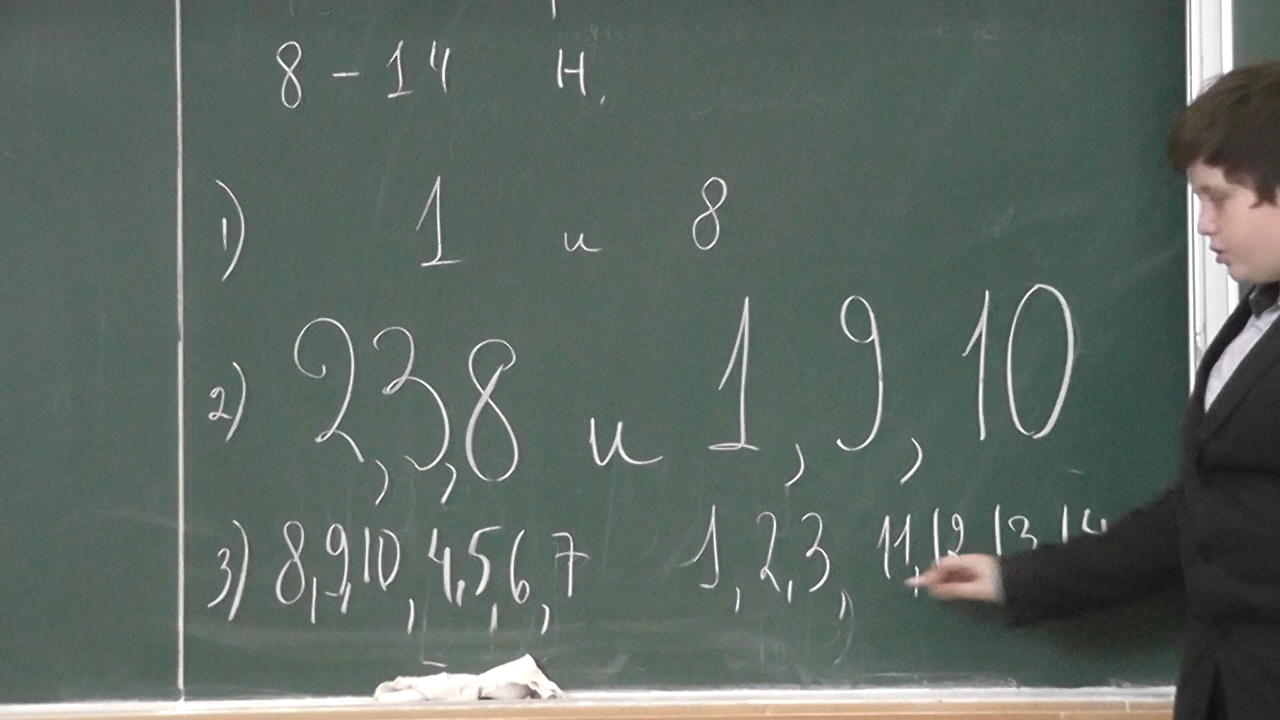 8 - 14 Н.
1) 1 и 8
2) 2, 3, 8 и 1, 9, 10
3) 8, 9, 10, 4, 5, 6, 7 1, 2, 3, 11, 12 13 14